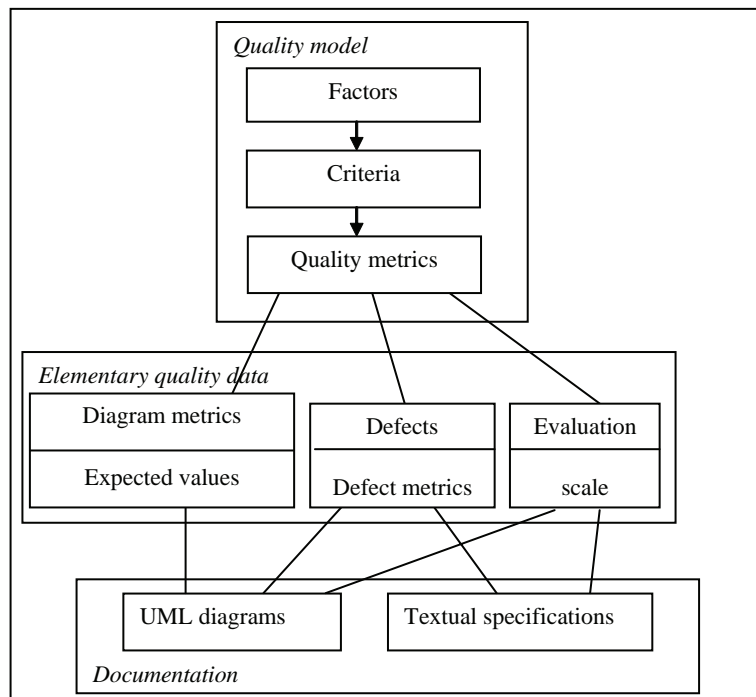 Quality model
Factors
Criteria
Quality metrics
Elementary quality data
Diagram metrics
Expected values
Defects
Defect metrics
Evaluation
scale
UML diagrams
Textual specifications
Documentation